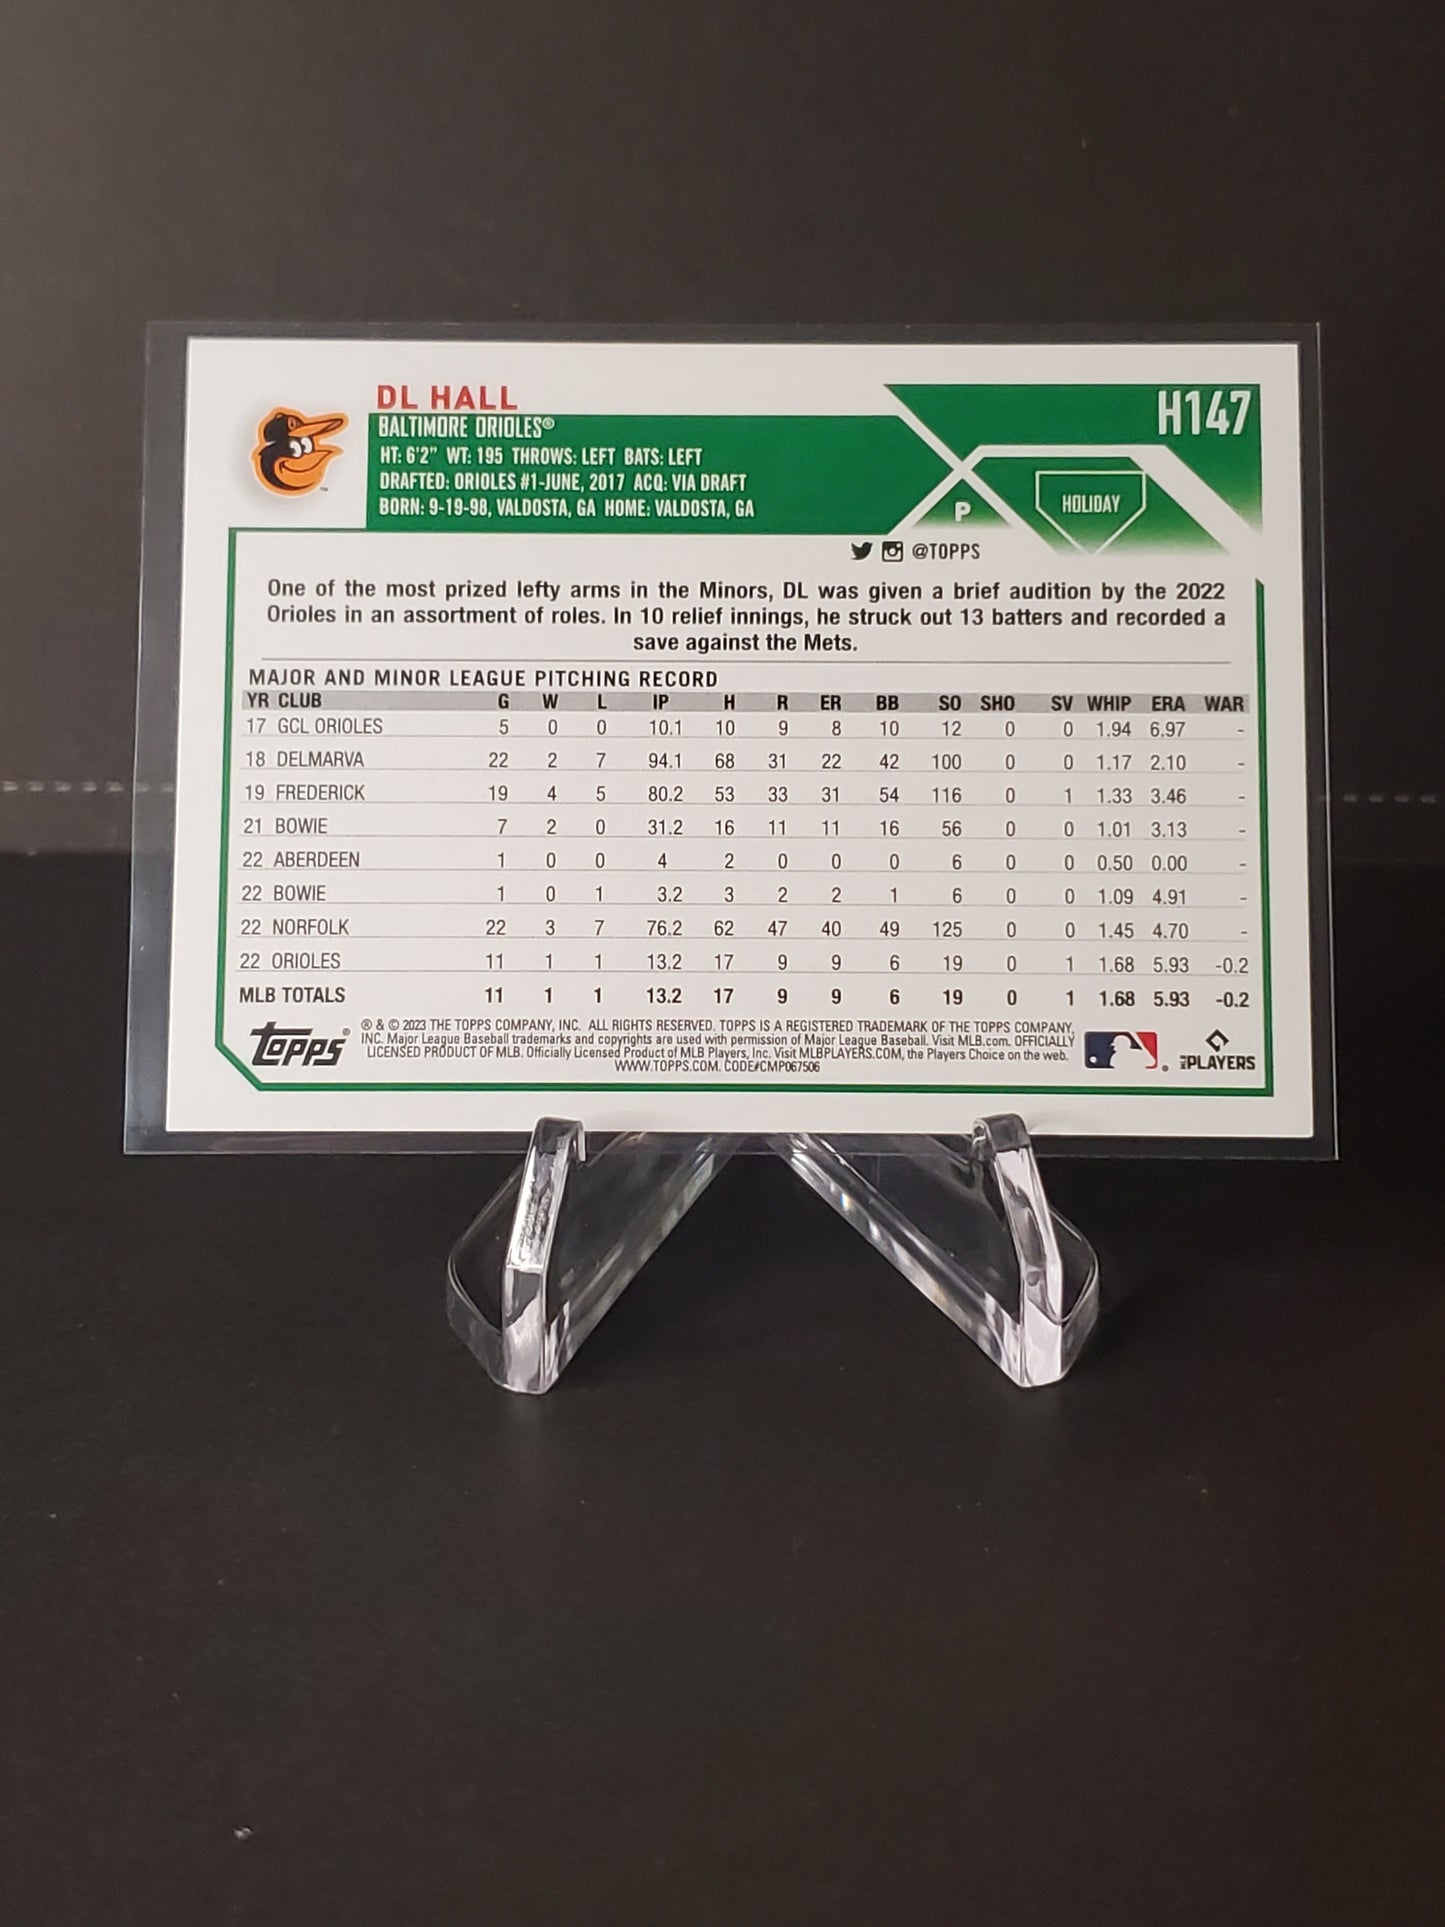 DL HALL
H147
BALTIMORE ORIOLES®
HT: 6'2" WT: 195 THROWS: LEFT BATS: LEFT
DRAFTED: ORIOLES #1-JUNE, 2017 ACQ: VIA DRAFT
BORN: 9-19-98, VALDOSTA, GA HOME: VALDOSTA, GA
P
HOLIDAY
@TOPPS
One of the most prized lefty arms in the Minors, DL was given a brief audition by the 2022
Orioles in an assortment of roles. In 10 relief innings, he struck out 13 batters and recorded a
save against the Mets.
MAJOR AND MINOR LEAGUE PITCHING RECORD
YR CLUB G W L IP H R ER BB SO SHO SV WHIP ERA WAR
17 GCL ORIOLES 5 0 0 10.1 10 9 8 10 12 0 0 1.94 6.97 -
18 DELMARVA 22 2 7 94.1 68 31 22 42 100 0 0 1.17 2.10 -
19 FREDERICK 19 4 5 80.2 53 33 31 54 116 0 1 1.33 3.46 -
21 BOWIE 7 2 0 31.2 16 11 11 16 56 0 0 1.01 3.13 -
22 ABERDEEN 1 0 0 4 2 0 0 0 6 0 0 0.50 0.00 -
22 BOWIE 1 0 1 3.2 3 2 2 1 6 0 0 1.09 4.91 -
22 NORFOLK 22 3 7 76.2 62 47 40 49 125 0 0 1.45 4.70 -
22 ORIOLES 11 1 1 13.2 17 9 9 6 19 0 1 1.68 5.93 -0.2
MLB TOTALS 11 1 1 13.2 17 9 9 6 19 0 1 1.68 5.93 -0.2
Topps®
® & © 2023 THE TOPPS COMPANY, INC. ALL RIGHTS RESERVED. TOPPS IS A REGISTERED TRADEMARK OF THE TOPPS COMPANY,
INC. Major League Baseball trademarks and copyrights are used with permission of Major League Baseball. Visit MLB.com. OFFICIALLY
LICENSED PRODUCT OF MLB. Officially Licensed Product of MLB Players, Inc. Visit MLBPLAYERS.COM, the Players Choice on the web.
WWW.TOPPS.COM. CODE#CMP067506
MLB PLAYERS